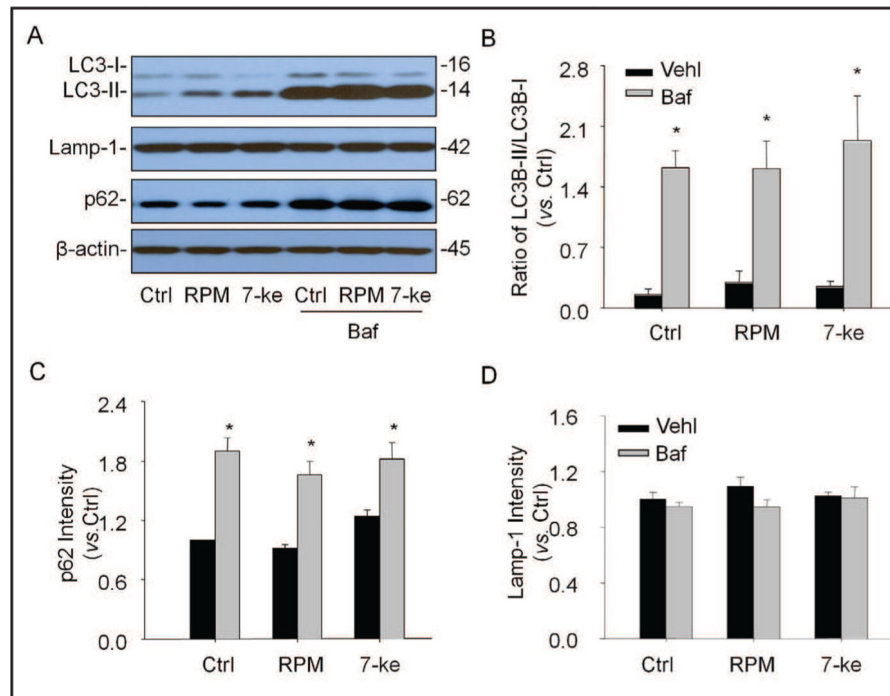 A
LC3-I-
-16
LC3-II-
-14
Lamp-1-
-42
p62-
-62
β-actin-
-45
Ctrl RPM 7-ke Ctrl RPM 7-ke
Baf
B
Ratio of LC3B-II/LC3B-I
(vs. Ctrl)
2.8
2.1
1.4
0.7
0.0
Vehl
Baf
*
*
*
Ctrl RPM 7-ke
C
p62 Intensity
(vs.Ctrl)
2.4
1.8
1.2
0.6
0.0
*
*
*
Ctrl RPM 7-ke
D
Lamp-1 Intensity
(vs. Ctrl)
1.6
1.2
0.8
0.4
0.0
Vehl
Baf
Ctrl RPM 7-ke